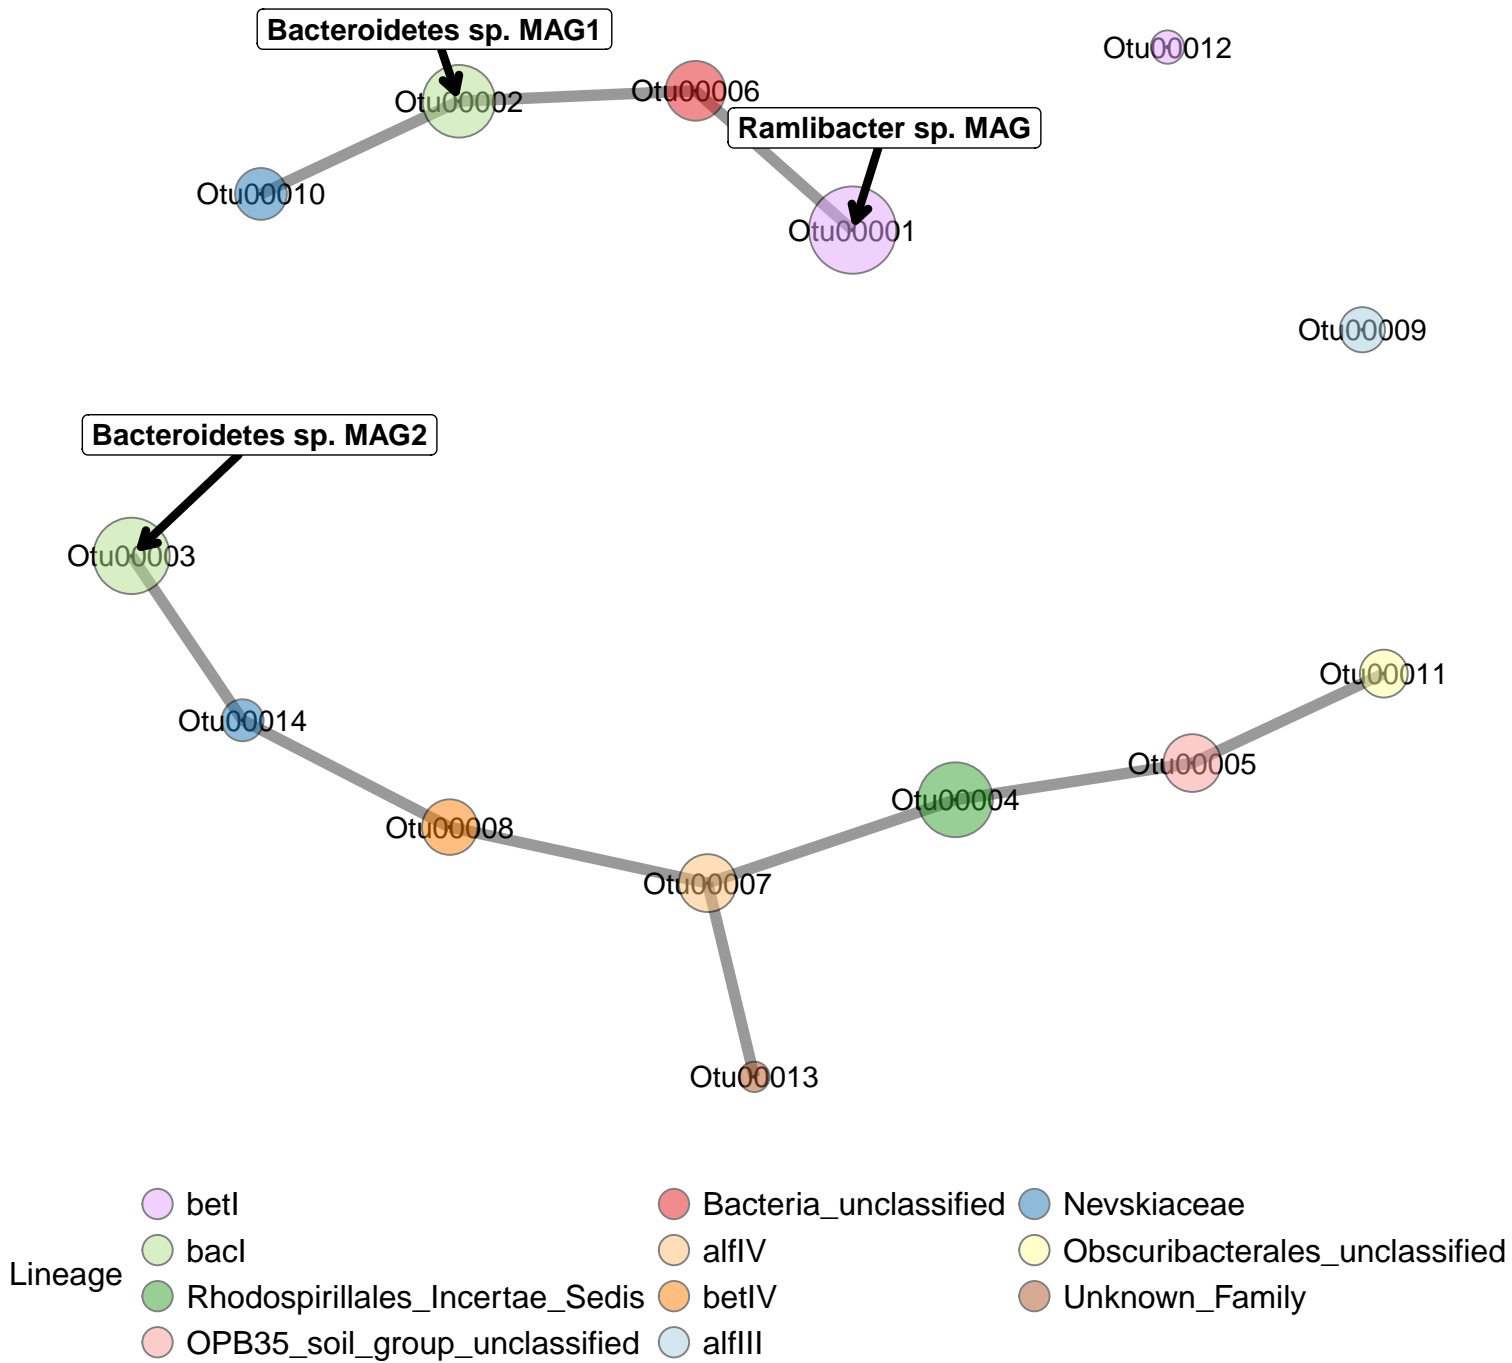 Bacteroidetes sp. MAG1
Otu00012
Otu00006
Otu00002
Ramlibacter sp. MAG
Otu00010
Otu00001
Otu00009
Bacteroidetes sp. MAG2
Otu00003
Otu00011
Otu00014
Otu00005
Otu00004
Otu00008
Otu00007
Otu00013
Lineage
betI
bacI
Rhodospirillales_Incertae_Sedis
OPB35_soil_group_unclassified
Bacteria_unclassified
alfIV
betIV
alfIII
Nevskiaceae
Obscuribacterales_unclassified
Unknown_Family